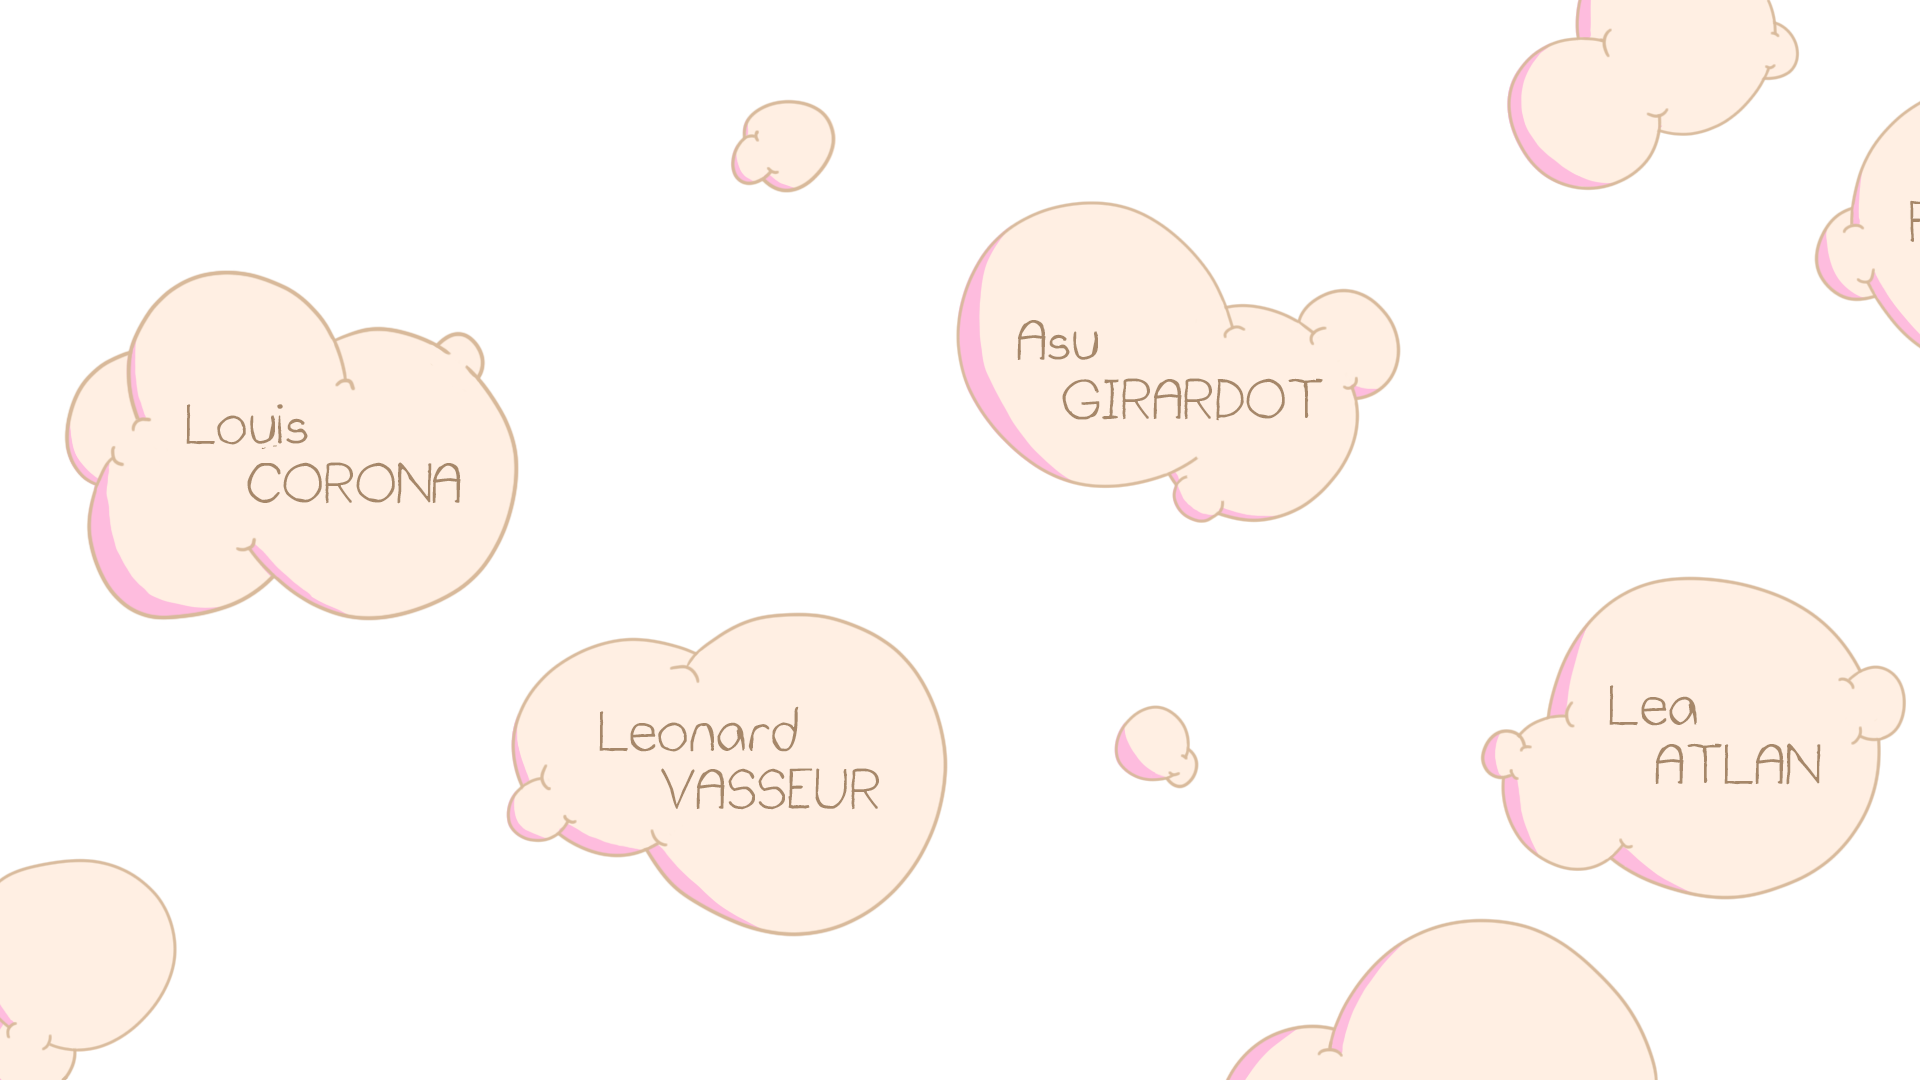 Louis
CORONA
Asu
GIRARDOT
Leonard
VASSEUR
Lea
ATLAN